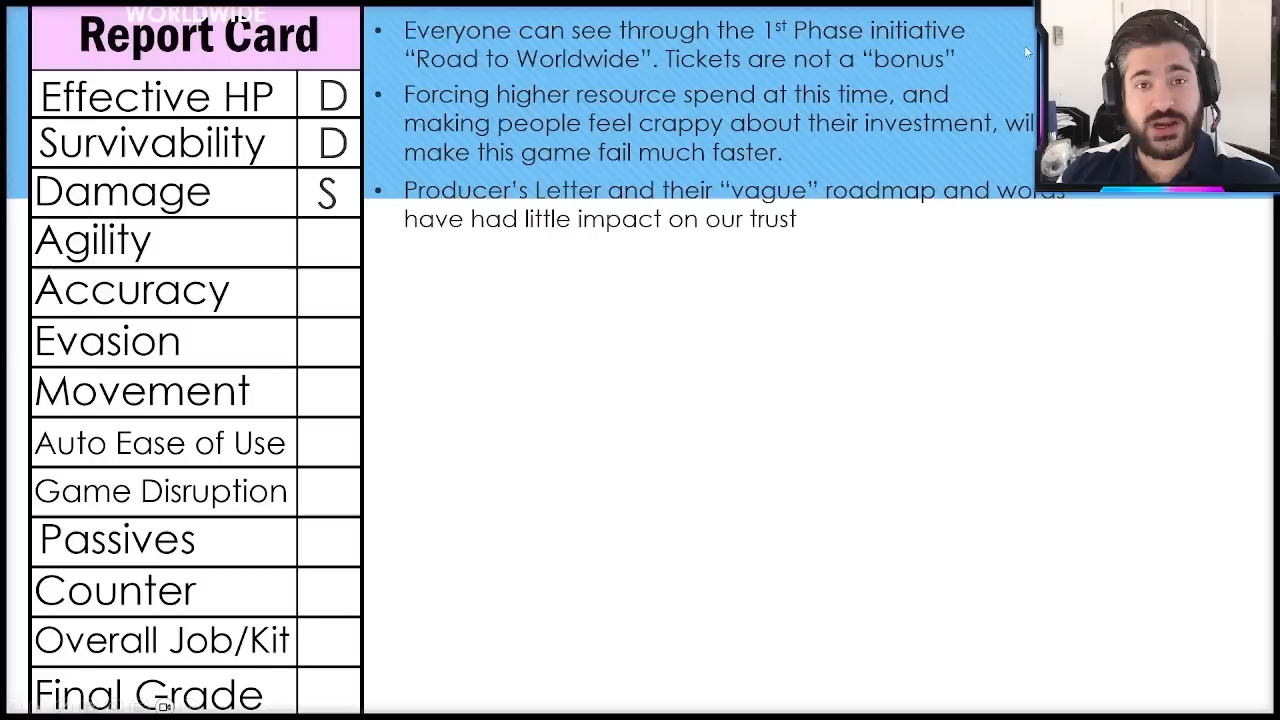 WORLDWIDE
Report Card
Effective HP D
Survivability D
Damage S
Agility
Accuracy
Evasion
Movement
Auto Ease of Use
Game Disruption
Passives
Counter
Overall Job/Kit
Final Grade
• Everyone can see through the 1st Phase initiative
“Road to Worldwide”. Tickets are not a “bonus”
• Forcing higher resource spend at this time, and
making people feel crappy about their investment, wil
make this game fail much faster.
• Producer’s Letter and their “vague” roadmap and words
have had little impact on our trust